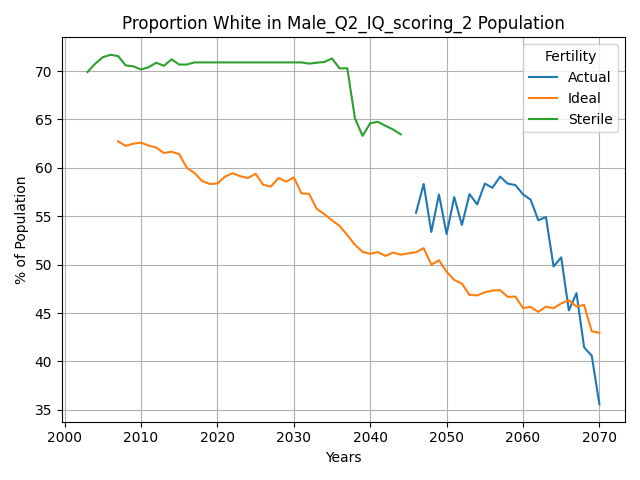 Proportion White in Male_Q2_IQ_scoring_2 Population
Fertility
Actual
Ideal
Sterile
% of Population
70
65
60
55
50
45
40
35
2000
2010
2020
2030
2040
2050
2060
2070
Years